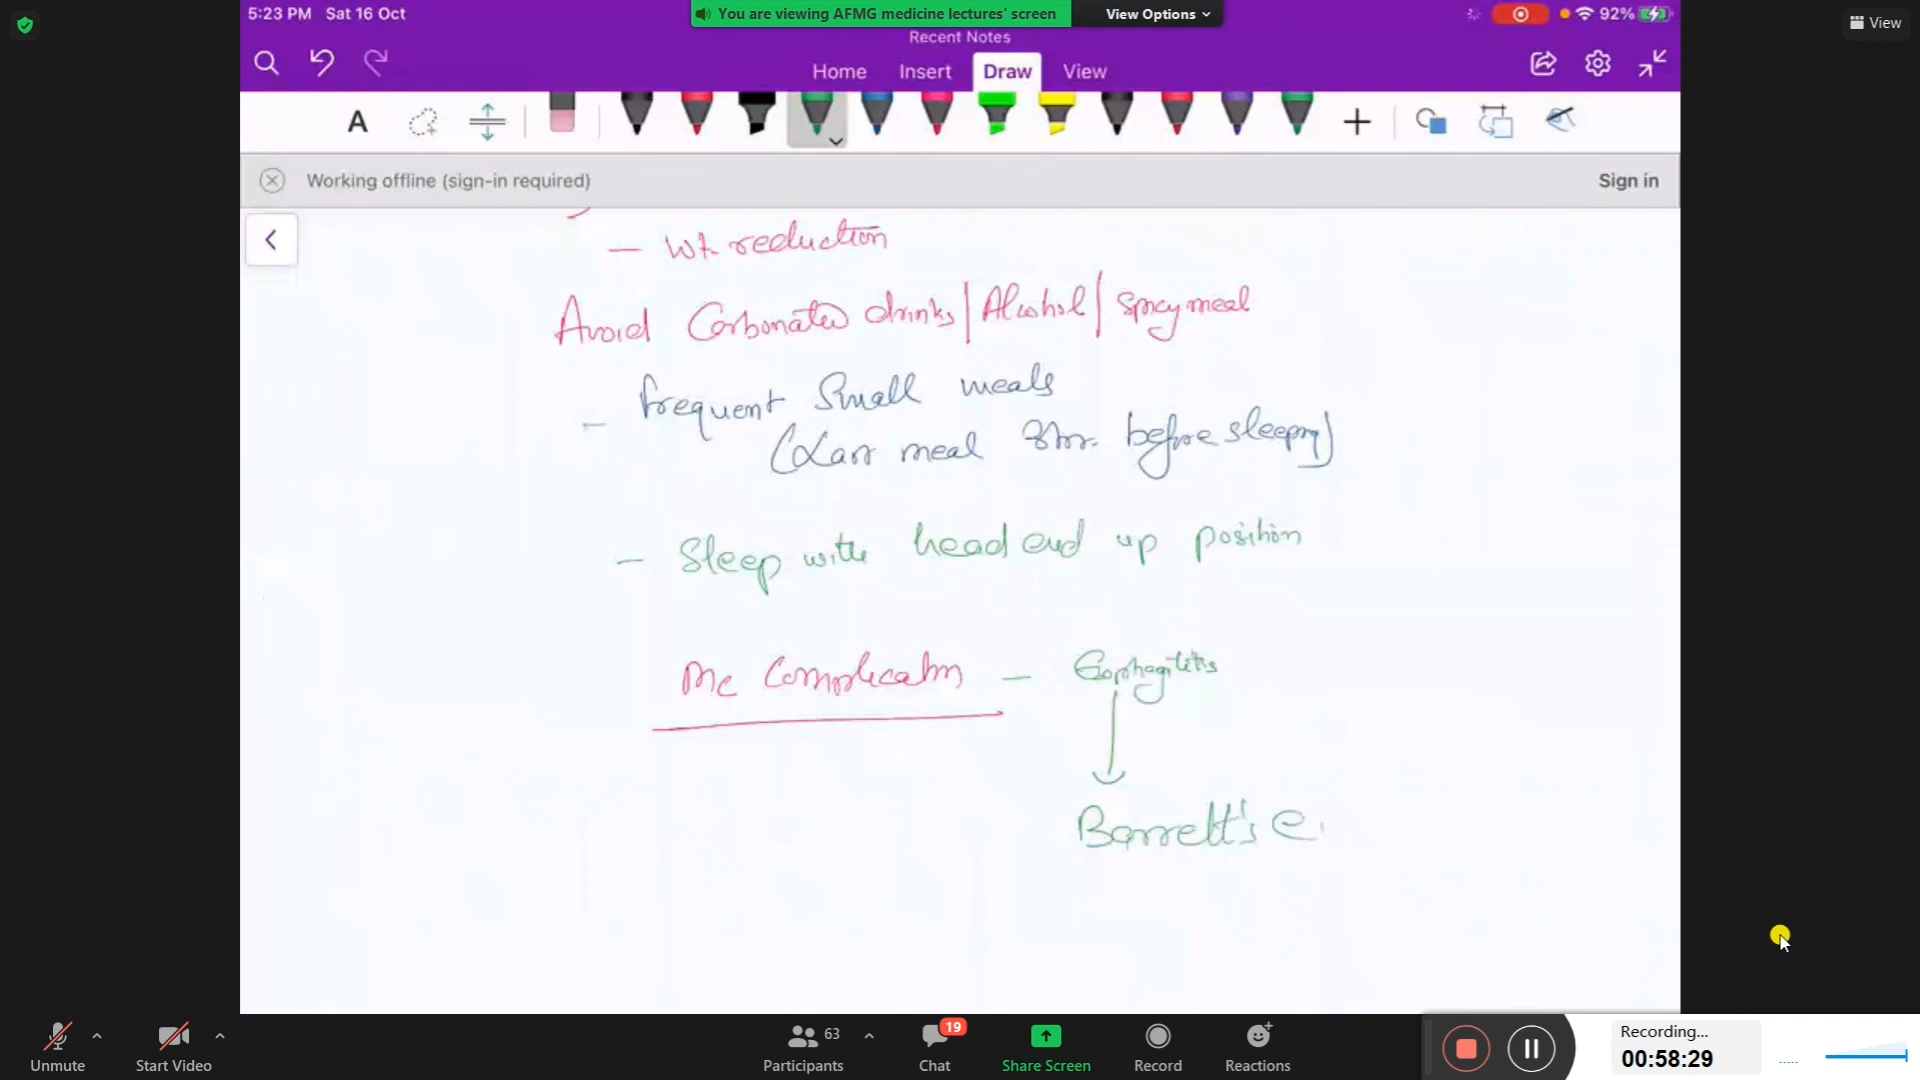 5:23 PM Sat 16 Oct
You are viewing AFMG medicine lectures' screen
View Options
92%
View
Recent Notes
Home Insert Draw View
A
Working offline (sign-in required)
Sign in
- Wt reduction
Avoid Carbonated drinks | Alcohol | Spicy meal
- frequent Small meals
(Last meal 3hr. before sleeping)
- Sleep with head end up position
Mc Complication - Esophagitis
Barrett's e.
Unmute
Start Video
63
Participants
19
Chat
Share Screen
Record
Reactions
Recording...
00:58:29